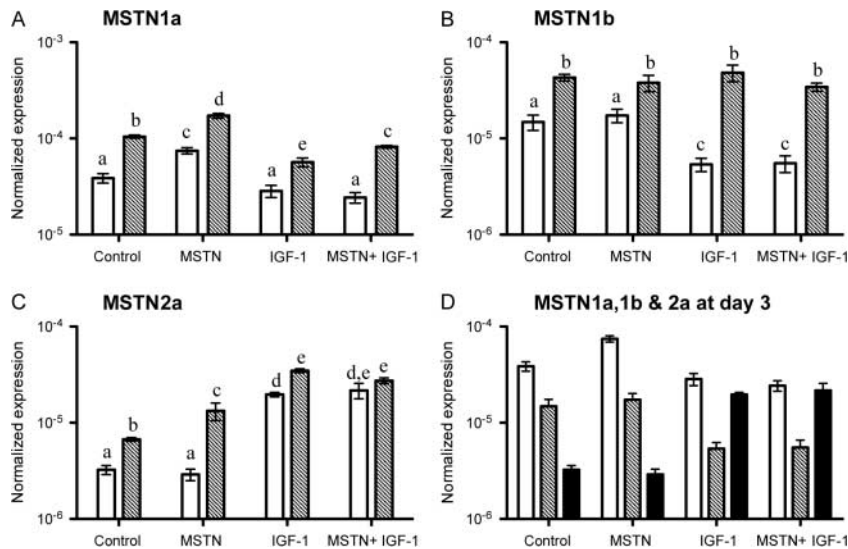 A MSTN1a
Normalized expression
10-3
10-4
10-5
a b c d a e a c
Control MSTN IGF-1 MSTN+ IGF-1
B MSTN1b
Normalized expression
10-4
10-5
10-6
a b a b c b c b
Control MSTN IGF-1 MSTN+ IGF-1
C MSTN2a
Normalized expression
10-4
10-5
10-6
a b a c d e d,e e
Control MSTN IGF-1 MSTN+ IGF-1
D MSTN1a,1b & 2a at day 3
Normalized expression
10-4
10-5
10-6
Control MSTN IGF-1 MSTN+ IGF-1